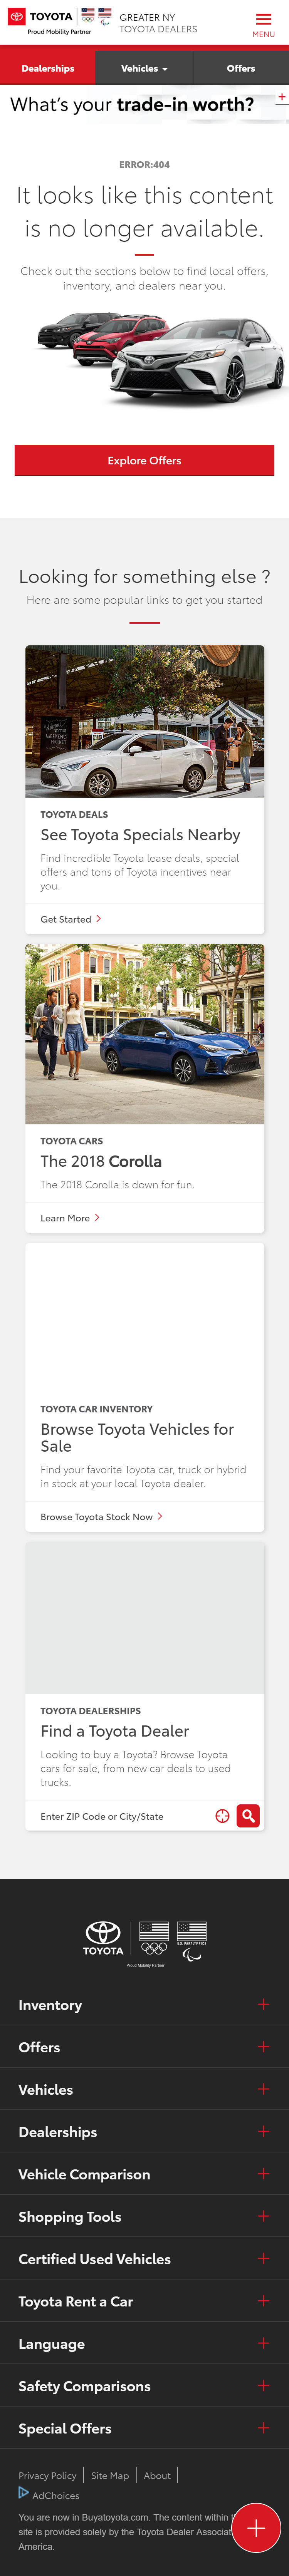 TOYOTA
Proud Mobility Partner
GREATER NY
TOYOTA DEALERS
MENU
Dealerships
Vehicles
Offers
What's your trade-in worth?
ERROR:404
It looks like this content
is no longer available.
Check out the sections below to find local offers,
inventory, and dealers near you.
Explore Offers
Looking for something else ?
Here are some popular links to get you started
TOYOTA DEALS
See Toyota Specials Nearby
Find incredible Toyota lease deals, special
offers and tons of Toyota incentives near
you.
Get Started
TOYOTA CARS
The 2018 Corolla
The 2018 Corolla is down for fun.
Learn More
TOYOTA CAR INVENTORY
Browse Toyota Vehicles for
Sale
Find your favorite Toyota car, truck or hybrid
in stock at your local Toyota dealer.
Browse Toyota Stock Now
TOYOTA DEALERSHIPS
Find a Toyota Dealer
Looking to buy a Toyota? Browse Toyota
cars for sale, from new car deals to used
trucks.
Enter ZIP Code or City/State
TOYOTA
U.S. PARALYMPICS
Proud Mobility Partner
Inventory
Offers
Vehicles
Dealerships
Vehicle Comparison
Shopping Tools
Certified Used Vehicles
Toyota Rent a Car
Language
Safety Comparisons
Special Offers
Privacy Policy
Site Map
About
AdChoices
You are now in Buyatoyota.com. The content within
site is provided solely by the Toyota Dealer Associat
America.